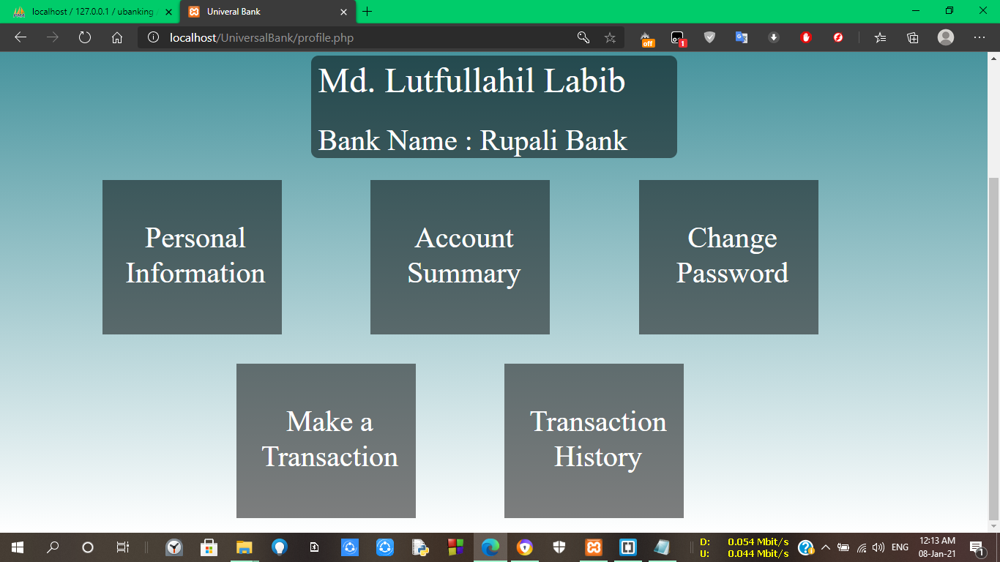 localhost / 127.0.0.1 / ubanking
Univeral Bank
localhost/UniversalBank/profile.php
off
1
Md. Lutfullahil Labib
Bank Name : Rupali Bank
Personal
Information
Account
Summary
Change
Password
Make a
Transaction
Transaction
History
D: 0.054 Mbit/s
U: 0.044 Mbit/s
ENG
12:13 AM
08-Jan-21
1